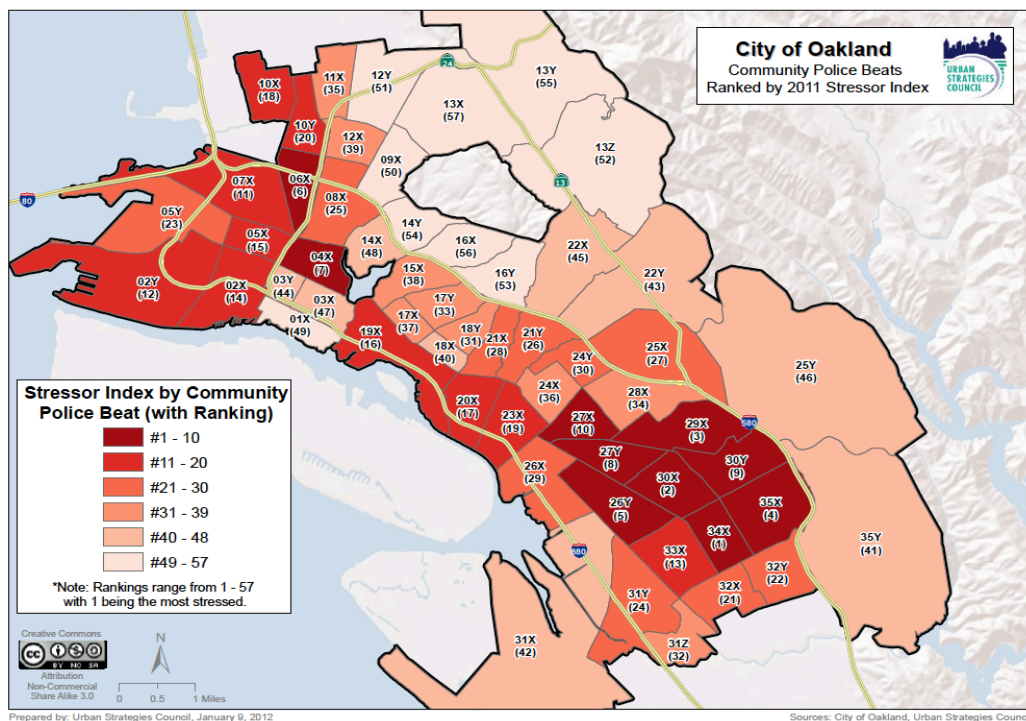 City of Oakland
Community Police Beats
Ranked by 2011 Stressor Index
URBAN
STRATEGIES
COUNCIL
10X
(18)
11X
(35)
12Y
(51)
24
13Y
(55)
13X
(57)
10Y
(20)
12X
(39)
13Z
(52)
09X
(50)
13
80
07X
(11)
06X
(6)
08X
(25)
05Y
(23)
05X
(15)
04X
(7)
14X
(48)
14Y
(54)
16X
(56)
22X
(45)
16Y
(53)
22Y
(43)
02Y
(12)
02X
(14)
03Y
(44)
03X
(47)
15X
(38)
01X
(49)
17Y
(33)
17X
(37)
19X
(16)
18Y
(31)
18X
(40)
21X
(28)
21Y
(26)
24Y
(30)
25X
(27)
25Y
(46)
20X
(17)
23X
(19)
24X
(36)
28X
(34)
27X
(10)
29X
(3)
580
27Y
(8)
30Y
(9)
26X
(29)
30X
(2)
26Y
(5)
35X
(4)
34X
(1)
35Y
(41)
880
33X
(13)
32Y
(22)
32X
(21)
31Y
(24)
31Z
(32)
31X
(42)
Stressor Index by Community
Police Beat (with Ranking)
#1 - 10
#11 - 20
#21 - 30
#31 - 39
#40 - 48
#49 - 57
*Note: Rankings range from 1 - 57
with 1 being the most stressed.
Creative Commons
cc
BY NC SA
Attribution
Non-Commercial
Share Alike 3.0
N
0 0.5 1 Miles
Prepared by: Urban Strategies Council, January 9, 2012
Sources: City of Oakland, Urban Strategies Counc